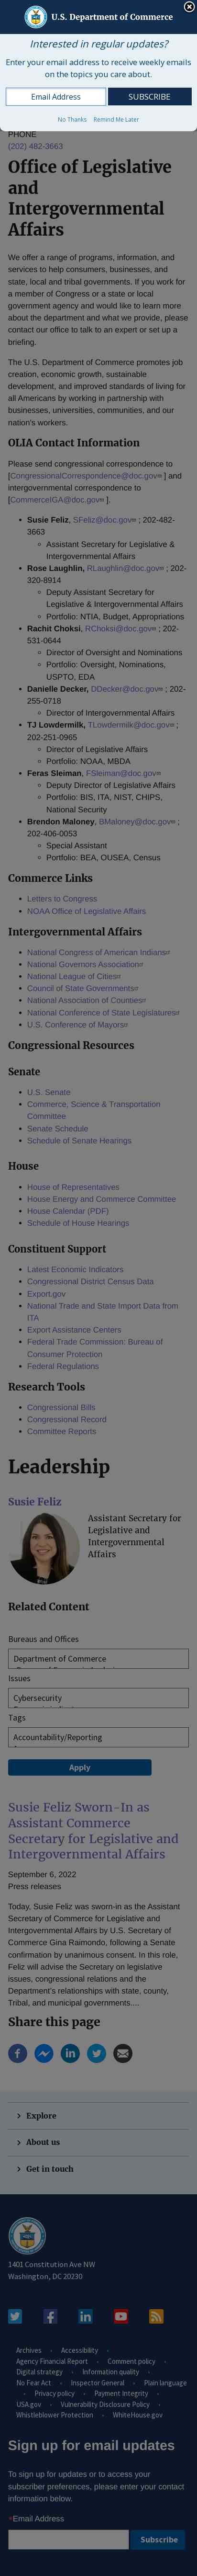 U.S. Department of Commerce
Interested in regular updates?
Enter your email address to receive weekly emails
on the topics you care about.
Email Address
SUBSCRIBE
No Thanks
Remind Me Later
PHONE
(202) 482-3663
Office of Legislative
and
Intergovernmental
Affairs
We offer a range of programs, information, and
services to help consumers, businesses, and
state, local and tribal governments. If you work for
a member of Congress or a state or local
government agency and would like to learn more
about the department or a specific topic, please
contact our office to talk to an expert or set up a
briefing.
The U.S. Department of Commerce promotes job
creation, economic growth, sustainable
development, and improved standards of living for
all Americans by working in partnership with
businesses, universities, communities, and our
nation's workers.
OLIA Contact Information
Please send congressional correspondence to
[CongressionalCorrespondence@doc.gov ] and
intergovernmental correspondence to
[CommerceIGA@doc.gov ].
Susie Feliz, SFeliz@doc.gov ; 202-482-
3663
Assistant Secretary for Legislative &
Intergovernmental Affairs
Rose Laughlin, RLaughlin@doc.gov ; 202-
320-8914
Deputy Assistant Secretary for
Legislative & Intergovernmental Affairs
Portfolio: NTIA, Budget, Appropriations
Rachit Choksi, RChoksi@doc.gov ; 202-
531-0644
Director of Oversight and Nominations
Portfolio: Oversight, Nominations,
USPTO, EDA
Danielle Decker, DDecker@doc.gov ; 202-
255-0718
Director of Intergovernmental Affairs
TJ Lowdermilk, TLowdermilk@doc.gov ;
202-251-0965
Director of Legislative Affairs
Portfolio: NOAA, MBDA
Feras Sleiman, FSleiman@doc.gov
Deputy Director of Legislative Affairs
Portfolio: BIS, ITA, NIST, CHIPS,
National Security
Brendon Maloney, BMaloney@doc.gov ;
202-406-0053
Special Assistant
Portfolio: BEA, OUSEA, Census
Commerce Links
Letters to Congress
NOAA Office of Legislative Affairs
Intergovernmental Affairs
National Congress of American Indians
National Governors Association
National League of Cities
Council of State Governments
National Association of Counties
National Conference of State Legislatures
U.S. Conference of Mayors
Congressional Resources
Senate
U.S. Senate
Commerce, Science & Transportation
Committee
Senate Schedule
Schedule of Senate Hearings
House
House of Representatives
House Energy and Commerce Committee
House Calendar (PDF)
Schedule of House Hearings
Constituent Support
Latest Economic Indicators
Congressional District Census Data
Export.gov
National Trade and State Import Data from
ITA
Export Assistance Centers
Federal Trade Commission: Bureau of
Consumer Protection
Federal Regulations
Research Tools
Congressional Bills
Congressional Record
Committee Reports
Leadership
Susie Feliz
Assistant Secretary for
Legislative and
Intergovernmental
Affairs
Related Content
Bureaus and Offices
Department of Commerce
Issues
Cybersecurity
Tags
Accountability/Reporting
Apply
Susie Feliz Sworn-In as
Assistant Commerce
Secretary for Legislative and
Intergovernmental Affairs
September 6, 2022
Press releases
Today, Susie Feliz was sworn-in as the Assistant
Secretary of Commerce for Legislative and
Intergovernmental Affairs by U.S. Secretary of
Commerce Gina Raimondo, following a Senate
confirmation by unanimous consent. In this role,
Feliz will advise the Secretary on legislative
issues, congressional relations and the
Department's relationships with state, county,
Tribal, and municipal governments....
Share this page
Explore
About us
Get in touch
1401 Constitution Ave NW
Washington, DC 20230
Archives - Accessibility -
Agency Financial Report - Comment policy -
Digital strategy - Information quality -
No Fear Act - Inspector General - Plain language
- Privacy policy - Payment Integrity -
USA.gov - Vulnerability Disclosure Policy -
Whistleblower Protection - WhiteHouse.gov
Sign up for email updates
To sign up for updates or to access your
subscriber preferences, please enter your contact
information below.
*Email Address
Subscribe